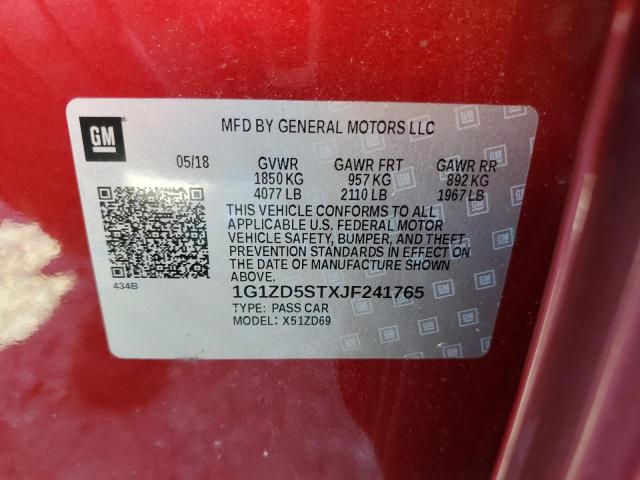 GM
MFD BY GENERAL MOTORS LLC
05/18 GVWR GAWR FRT GAWR RR
1850 KG 957 KG 892 KG
4077 LB 2110 LB 1967 LB
THIS VEHICLE CONFORMS TO ALL
APPLICABLE U.S. FEDERAL MOTOR
VEHICLE SAFETY, BUMPER, AND THEFT
PREVENTION STANDARDS IN EFFECT ON
THE DATE OF MANUFACTURE SHOWN
ABOVE.
434B
1G1ZD5STXJF241765
TYPE: PASS CAR
MODEL: X51ZD69